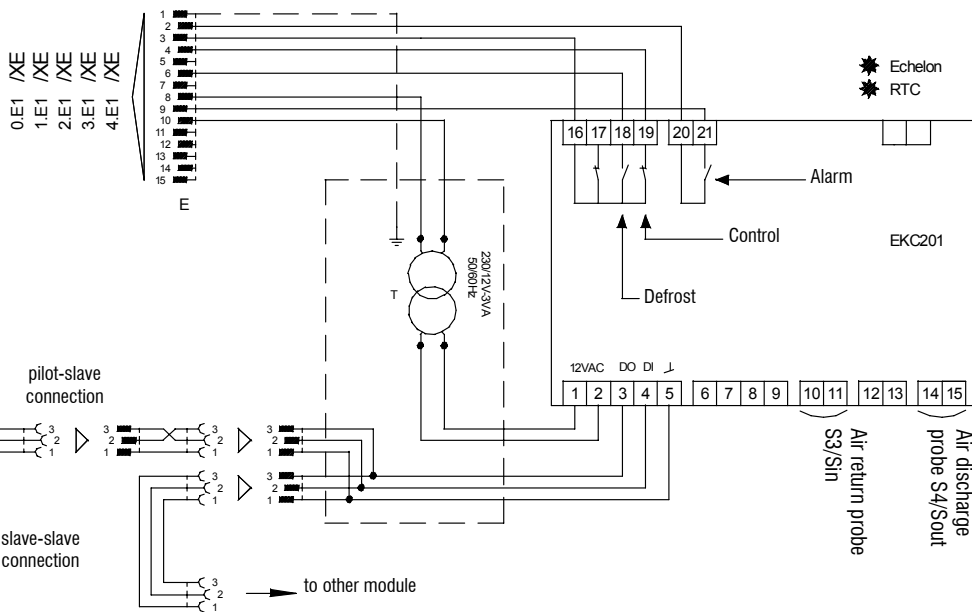 0.E1 /XE
1.E1 /XE
2.E1 /XE
3.E1 /XE
4.E1 /XE
1
2
3
4
5
6
7
8
9
10
11
12
13
14
15
E
Echelon
RTC
16 17 18 19 20 21
Alarm
Control
EKC201
Defrost
T
230/12V-3VA
50/60Hz
12VAC DO DI
1 2 3 4 5 6 7 8 9 10 11 12 13 14 15
Air return probe
S3/Sin
Air discharge
probe S4/Sout
pilot-slave
connection
3 3 3 3
2 2 2 2
1 1 1 1
3 3
2 2
1 1
slave-slave
connection
3
2
1
to other module